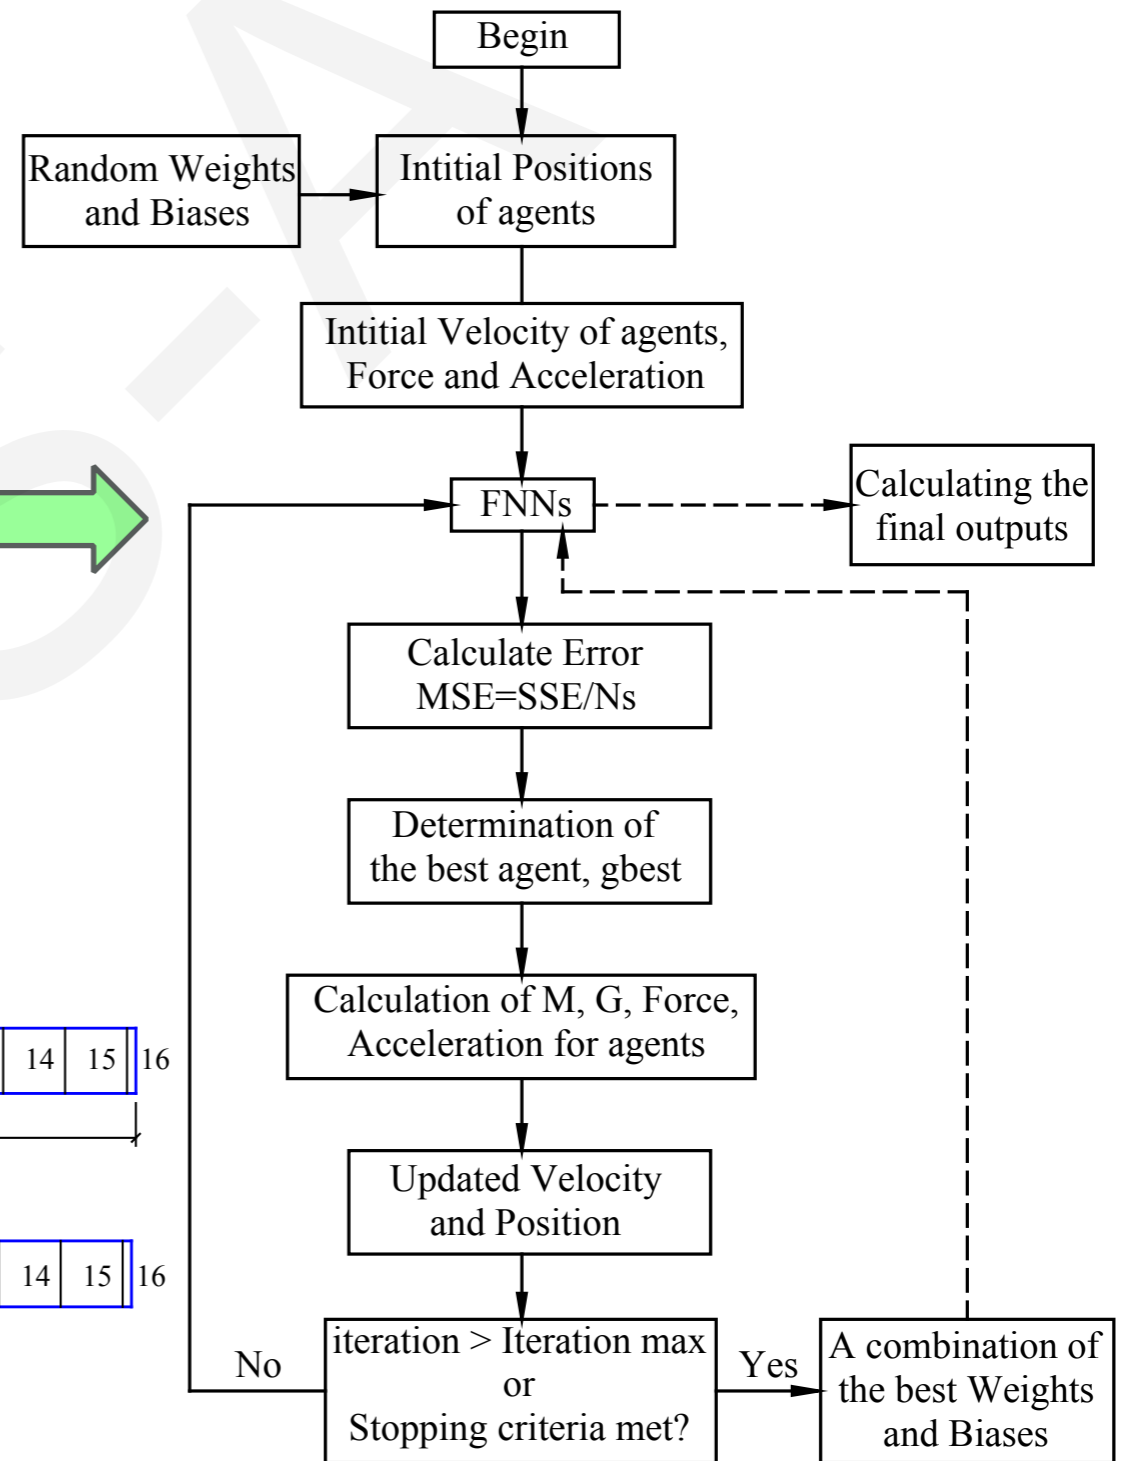 Begin
Random Weights
and Biases
Intitial Positions
of agents
Intitial Velocity of agents,
Force and Acceleration
FNNs
Calculating the
final outputs
Calculate Error
MSE=SSE/Ns
Determination of
the best agent, gbest
Calculation of M, G, Force,
Acceleration for agents
14 15 16
Updated Velocity
and Position
14 15 16
iteration > Iteration max
or
Stopping criteria met?
No
Yes
A combination of
the best Weights
and Biases